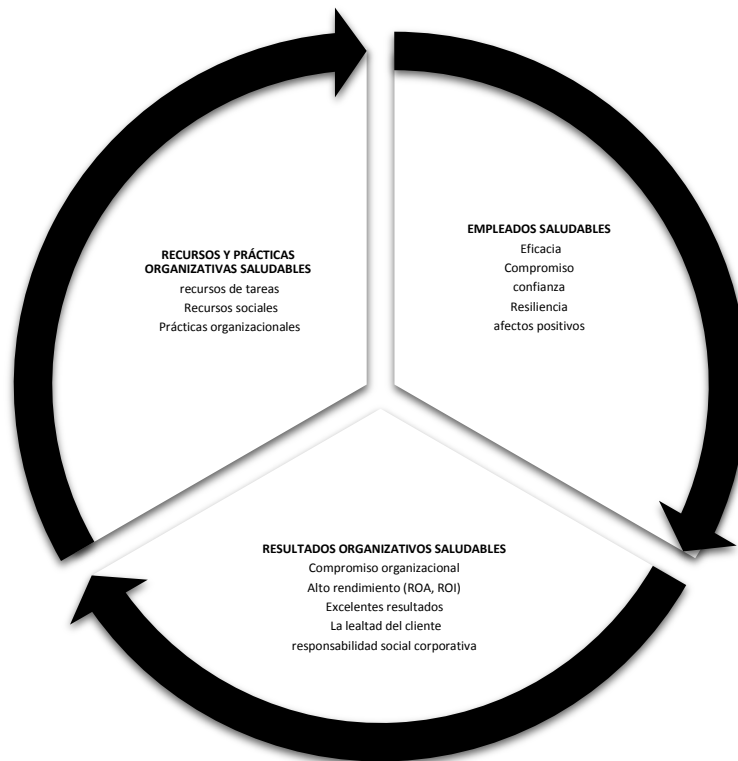 RECURSOS Y PRÁCTICAS
ORGANIZATIVAS SALUDABLES
recursos de tareas
Recursos sociales
Prácticas organizacionales
EMPLEADOS SALUDABLES
Eficacia
Compromiso
confianza
Resiliencia
afectos positivos
RESULTADOS ORGANIZATIVOS SALUDABLES
Compromiso organizacional
Alto rendimiento (ROA, ROI)
Excelentes resultados
La lealtad del cliente
responsabilidad social corporativa